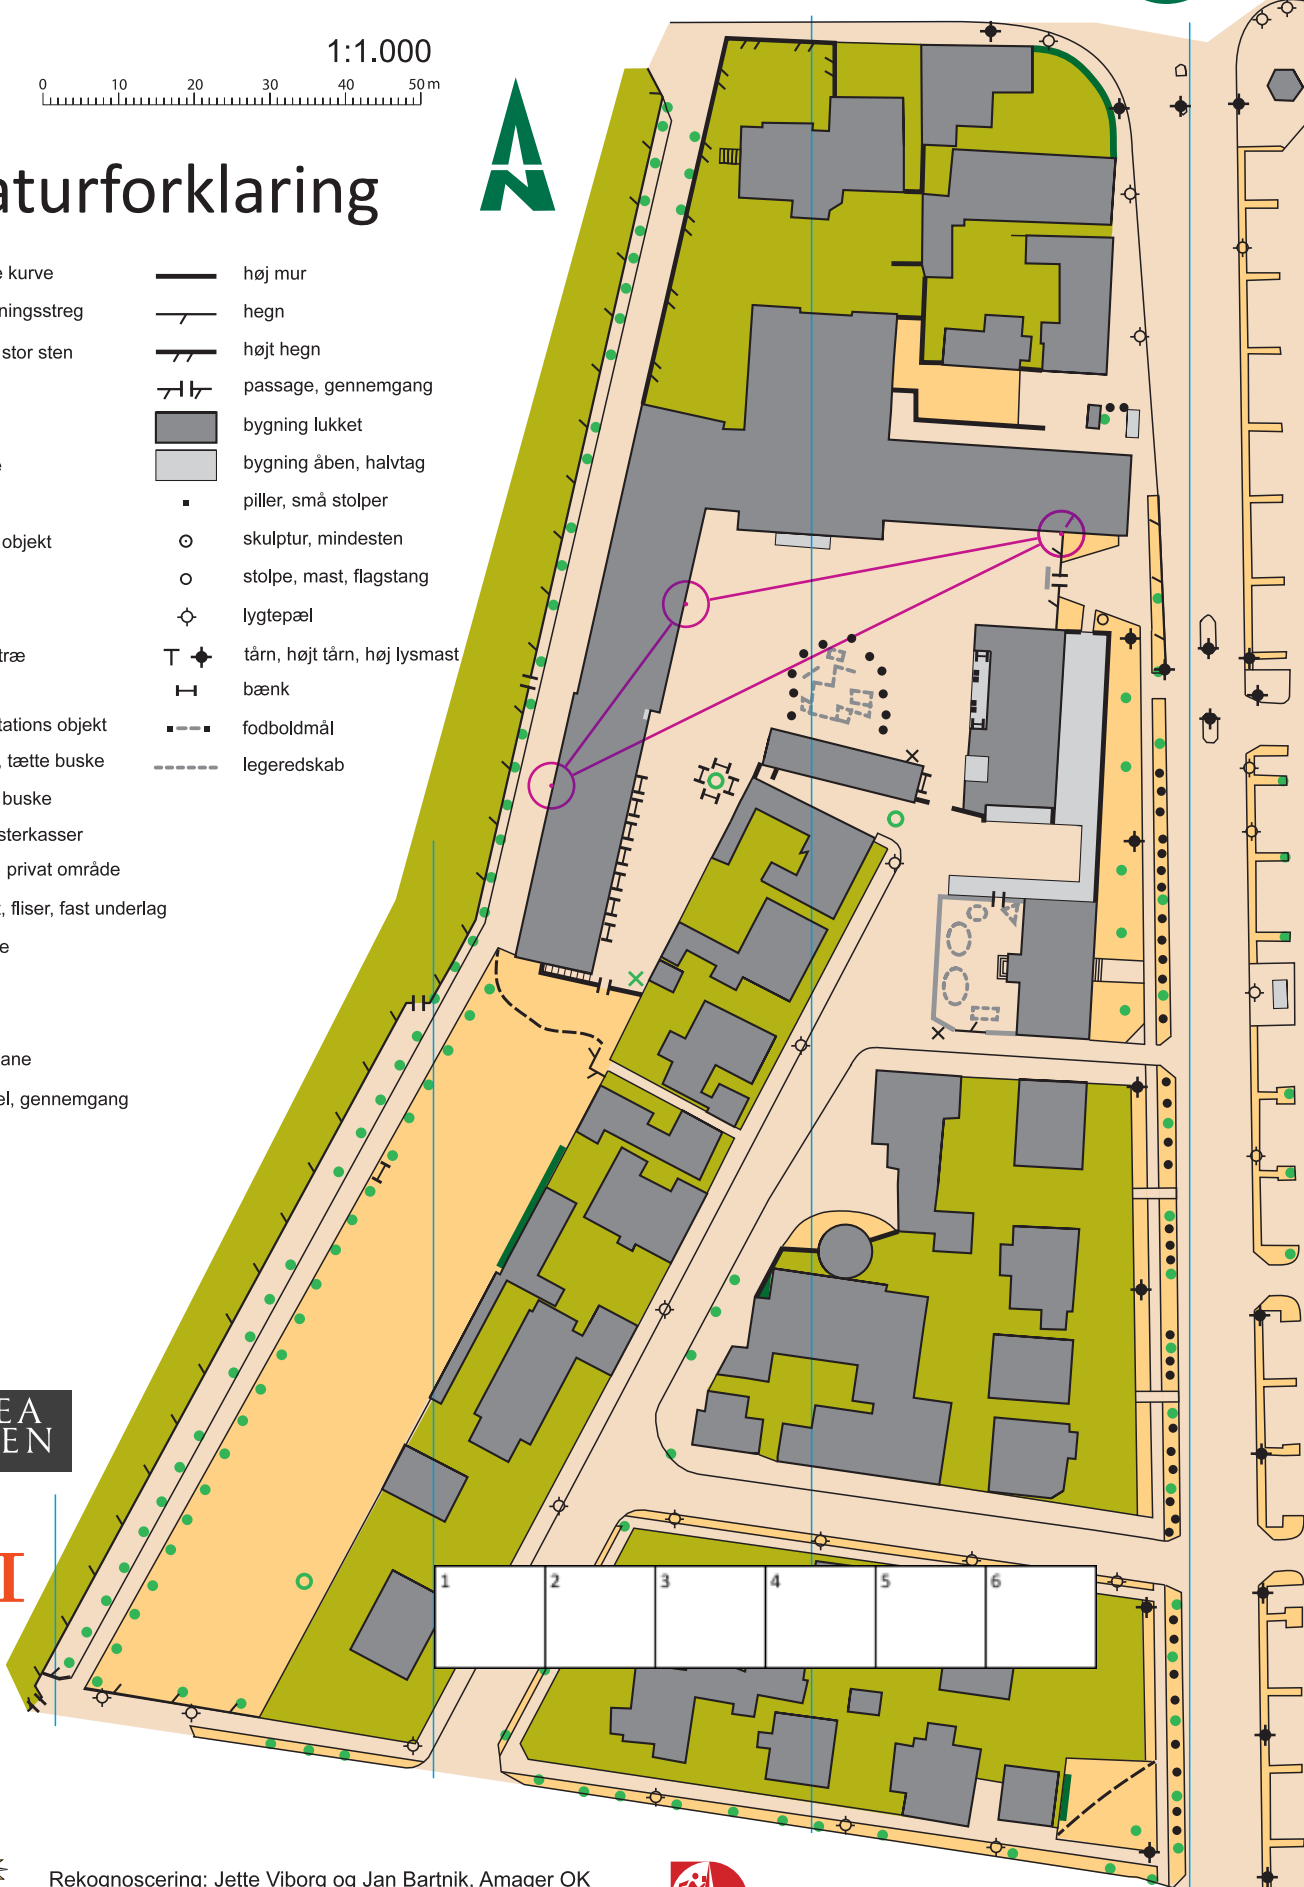 1:1.000
0 10 20 30 40 50 m
aturforklaring
e kurve
ningsstreg
stor sten
e
objekt
træ
tations objekt
, tætte buske
buske
sterkasser
privat område
t, fliser, fast underlag
e
ane
el, gennemgang
høj mur
hegn
højt hegn
passage, gennemgang
bygning lukket
bygning åben, halvtag
piller, små stolper
skulptur, mindesten
stolpe, mast, flagstang
lygtepæl
tårn, højt tårn, høj lysmast
bænk
fodboldmål
legeredskab
EA
EN
I
1 2 3 4 5 6
Rekognoscering: Jette Viborg og Jan Bartnik, Amager OK